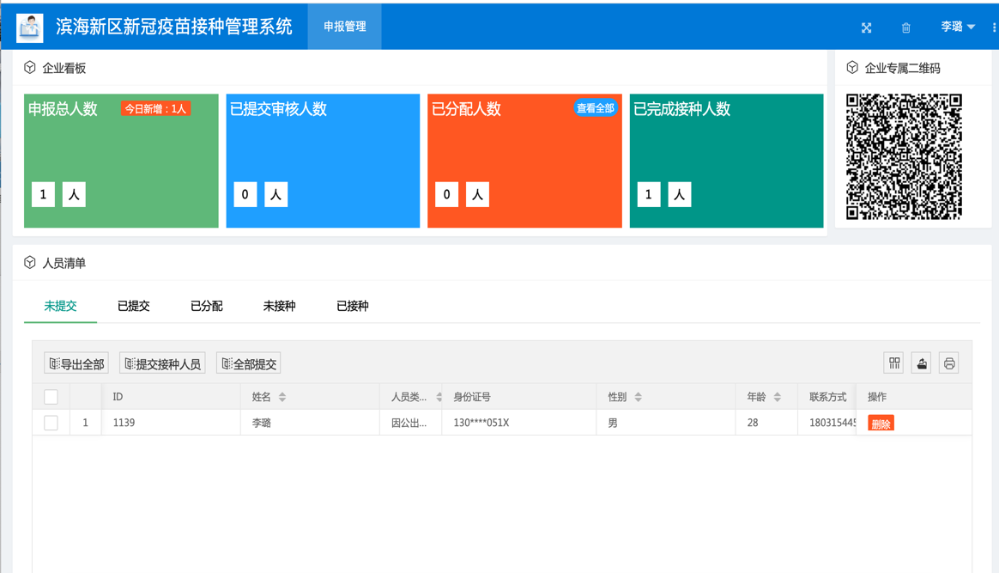 滨海新区新冠疫苗接种管理系统 申报管理 李璐
企业看板 企业专属二维码
申报总人数 今日新增：1人 已提交审核人数 已分配人数 查看全部 已完成接种人数
1 人 0 人 0 人 1 人
人员清单
未提交 已提交 已分配 未接种 已接种
导出全部 提交接种人员 全部提交
ID 姓名 人员类... 身份证号 性别 年龄 联系方式 操作
1 1139 李璐 因公出... 130****051X 男 28 180315445 删除